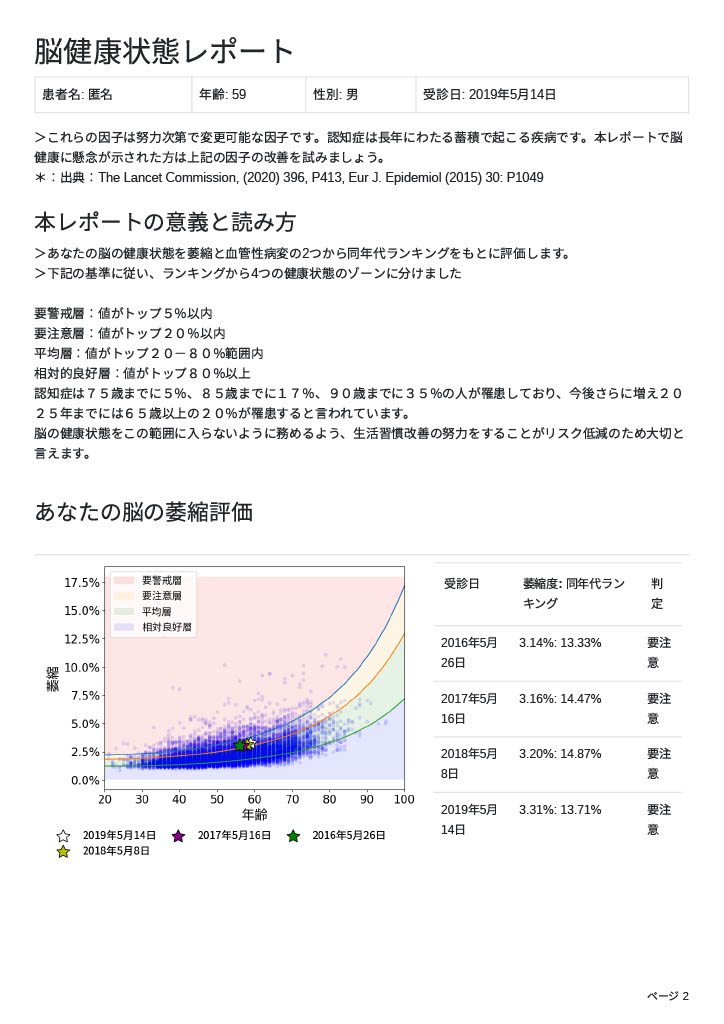 脳健康状態レポート
患者名: 匿名 年齢: 59 性別: 男 受診日: 2019年5月14日
＞これらの因子は努力次第で変更可能な因子です。認知症は長年にわたる蓄積で起こる疾病です。本レポートで脳
健康に懸念が示された方は上記の因子の改善を試みましょう。
＊：出典：The Lancet Commission, (2020) 396, P413, Eur J. Epidemiol (2015) 30: P1049
本レポートの意義と読み方
＞あなたの脳の健康状態を萎縮と血管性病変の2つから同年代ランキングをもとに評価します。
＞下記の基準に従い、ランキングから4つの健康状態のゾーンに分けました
要警戒層：値がトップ５%以内
要注意層：値がトップ２０%以内
平均層：値がトップ２０－８０%範囲内
相対的良好層：値がトップ８０%以上
認知症は７５歳までに５%、８５歳までに１７%、９０歳までに３５%の人が罹患しており、今後さらに増え２０
２５年までには６５歳以上の２０%が罹患すると言われています。
脳の健康状態をこの範囲に入らないように務めるよう、生活習慣改善の努力をすることがリスク低減のため大切と
言えます。
あなたの脳の萎縮評価
要警戒層
要注意層
平均層
相対良好層
17.5%
15.0%
12.5%
10.0%
7.5%
5.0%
2.5%
0.0%
萎縮
20 30 40 50 60 70 80 90 100
年齢
2019年5月14日 2017年5月16日 2016年5月26日
2018年5月8日
受診日 萎縮度: 同年代ラン 判
キング 定
2016年5月 3.14%: 13.33% 要注
26日 意
2017年5月 3.16%: 14.47% 要注
16日 意
2018年5月 3.20%: 14.87% 要注
8日 意
2019年5月 3.31%: 13.71% 要注
14日 意
ページ 2